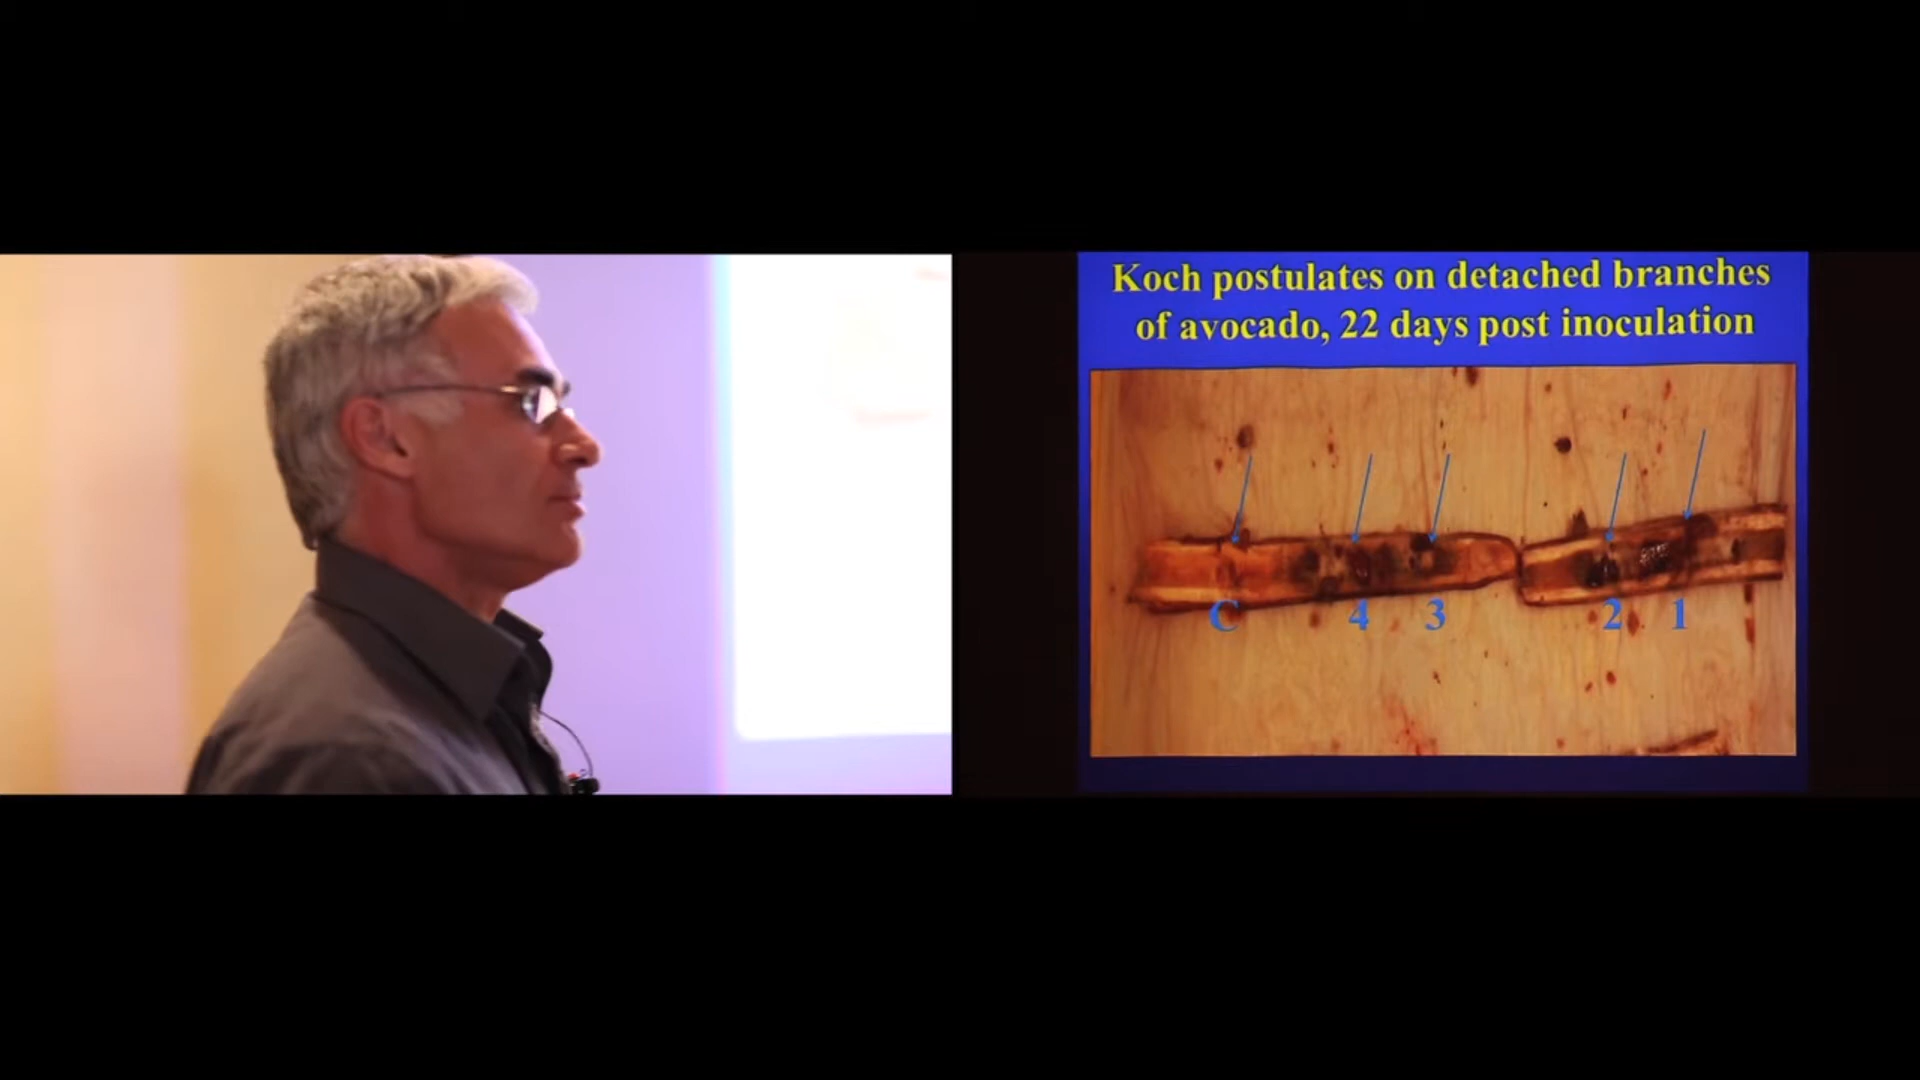 Koch postulates on detached branches
of avocado, 22 days post inoculation
C 4 3 2 1